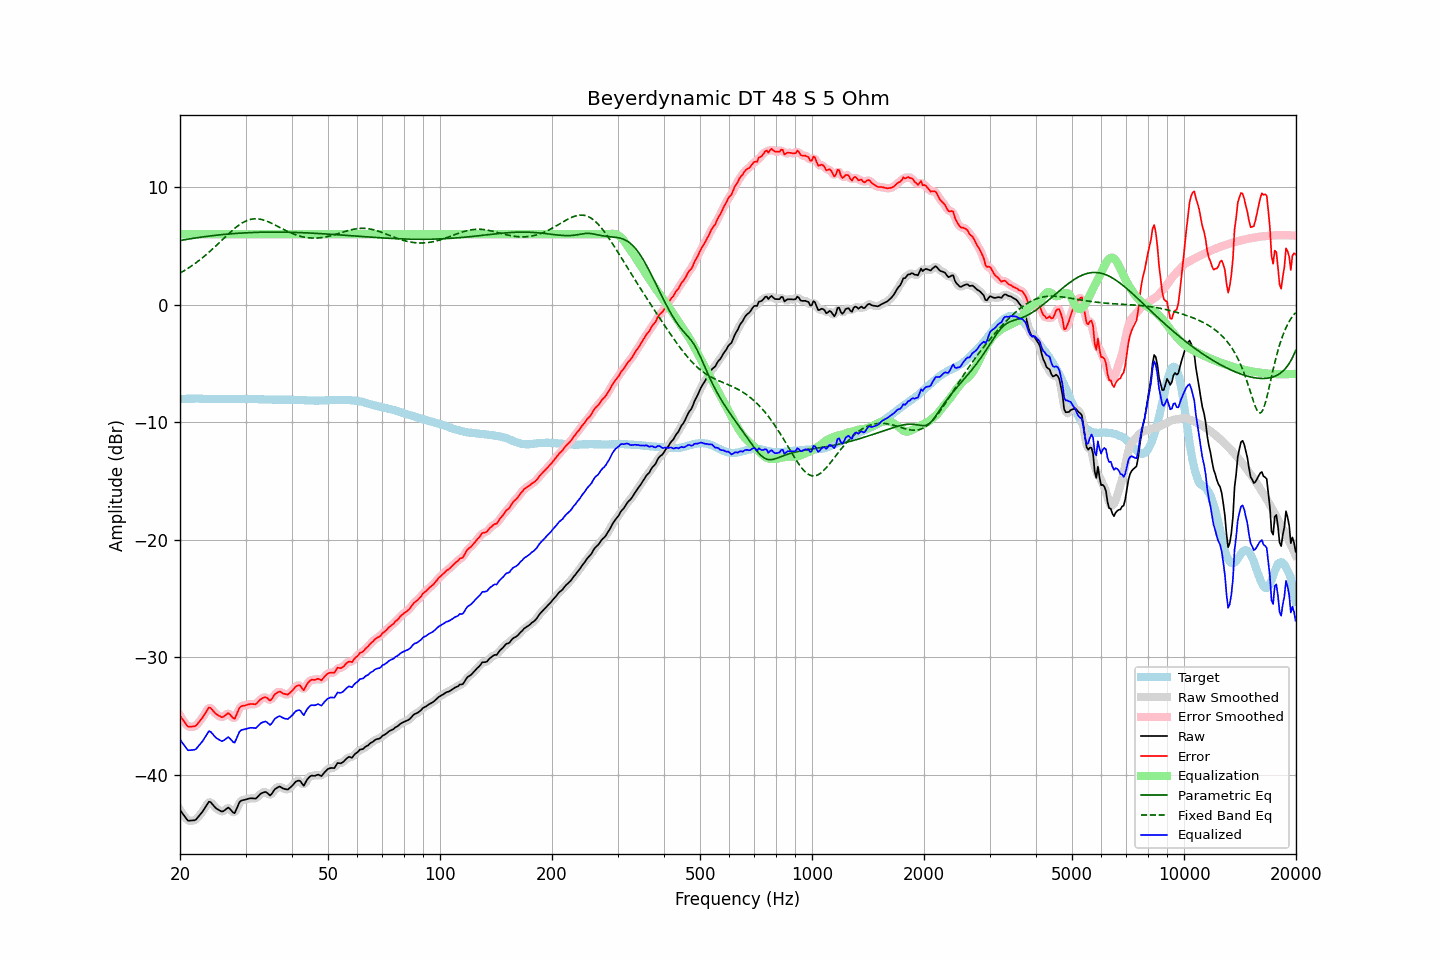 Beyerdynamic DT 48 S 5 Ohm
Amplitude (dBr)
10
0
−10
−20
−30
−40
20
50
100
200
500
1000
2000
5000
10000
20000
Frequency (Hz)
Target
Raw Smoothed
Error Smoothed
Raw
Error
Equalization
Parametric Eq
Fixed Band Eq
Equalized